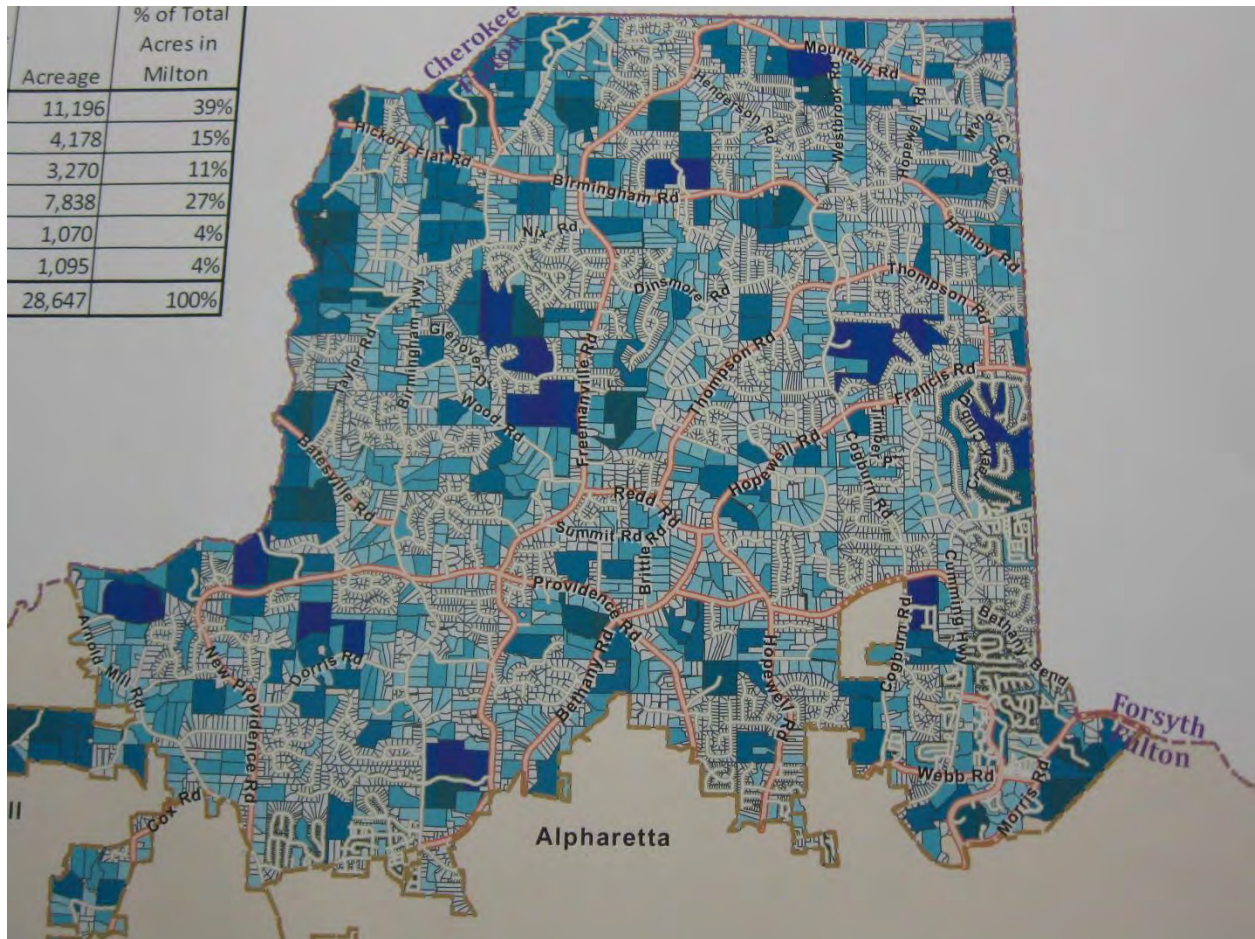 % of Total
Acres in
Acreage Milton
11,196 39%
4,178 15%
3,270 11%
7,838 27%
1,070 4%
1,095 4%
28,647 100%
Cherokee
Fulton
Mountain Rd
Henderson Rd
Westbrook Rd
Hopewell Rd
Hickory Flat Rd
Birmingham Rd
Hamby Rd
Nix Rd
Dinsmore Rd
Thompson Rd
Birmingham Hwy
Taylor Rd
Glenover Dr
Freemanville Rd
Thompson Rd
Francis Rd
Wood Rd
Hopewell Rd
Creek Club Dr
Cogburn Rd
Batesville Rd
Redd Rd
Summit Rd
Brittle Rd
Providence Rd
Cumming Hwy
Bethany Bend
Arnold Mill Rd
New Providence Rd
Dorris Rd
Bethany Rd
Hopewell Rd
Cogburn Rd
Forsyth
Fulton
Webb Rd
Morris Rd
Cox Rd
ll
Alpharetta